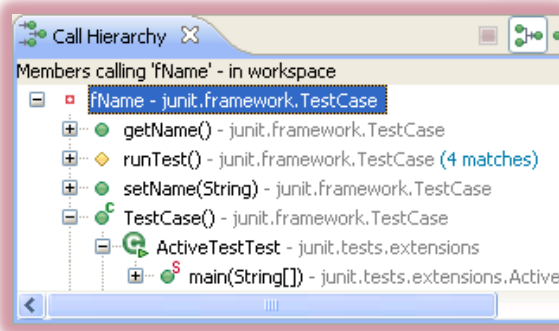 Call Hierarchy
Members calling 'fName' - in workspace
fName - junit.framework.TestCase
getName() - junit.framework.TestCase
runTest() - junit.framework.TestCase (4 matches)
setName(String) - junit.framework.TestCase
C TestCase() - junit.framework.TestCase
ActiveTestTest - junit.tests.extensions
S main(String[]) - junit.tests.extensions.Active